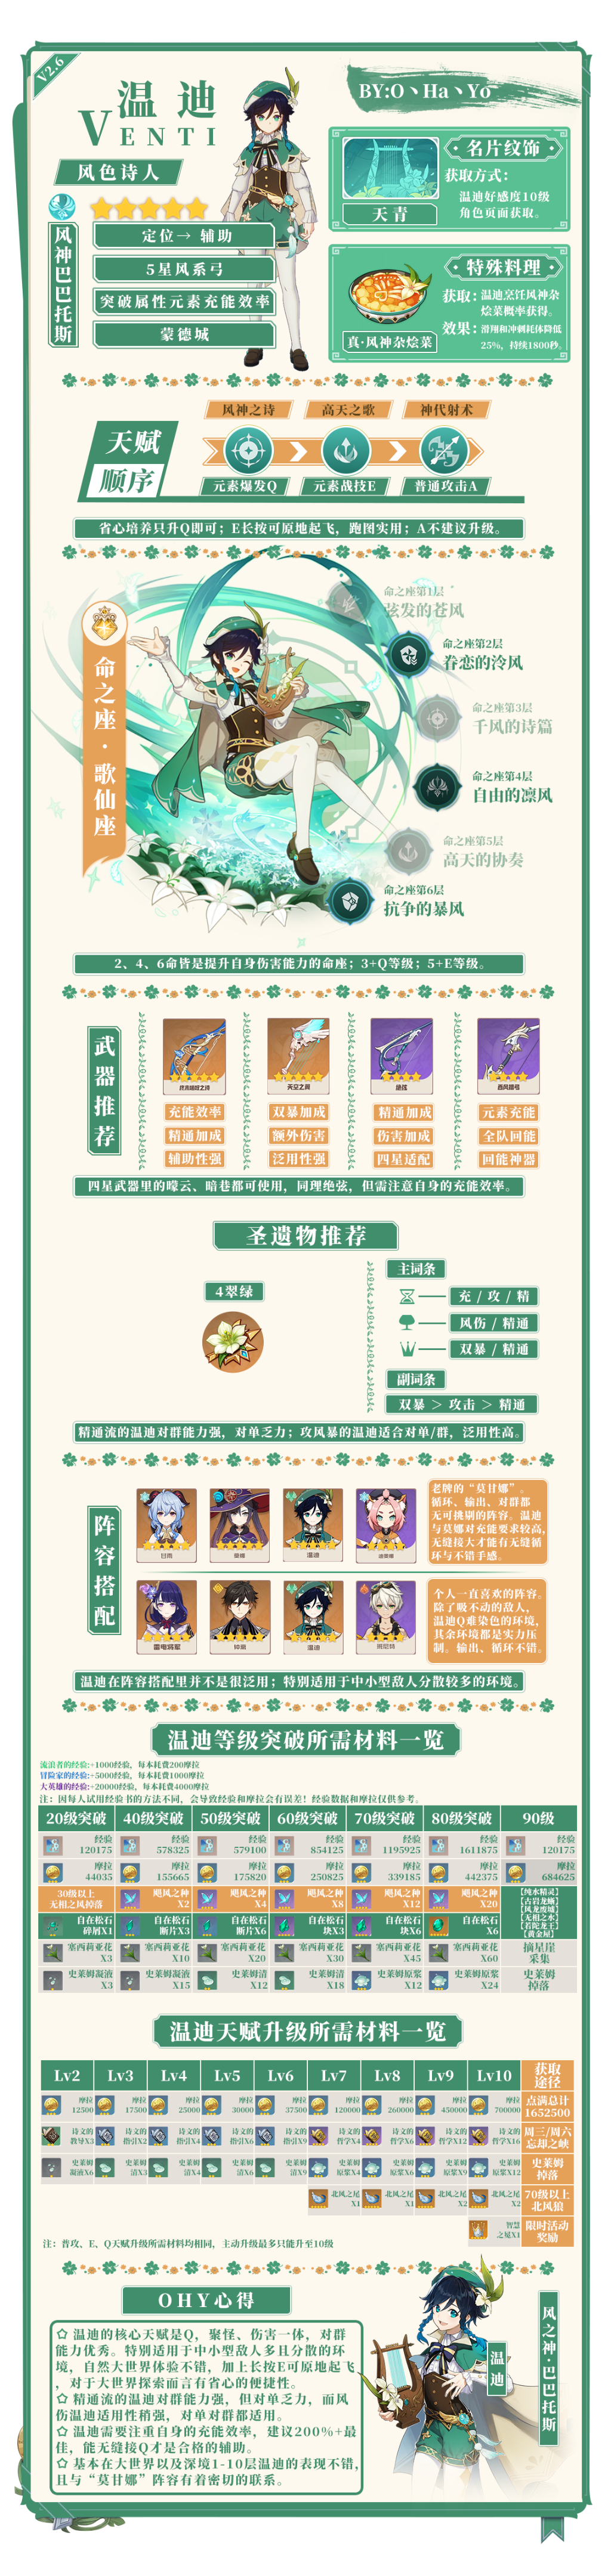 V2.6
温迪
VENTI
BY:O丶Ha丶Yo
风色诗人
风神巴巴托斯
定位→ 辅助
5星风系弓
突破属性元素充能效率
蒙德城
名片纹饰
获取方式：
温迪好感度10级
角色页面获取。
天青
特殊料理
获取：温迪烹饪风神杂
烩菜概率获得。
效果：滑翔和冲刺耗体降低
25%，持续1800秒。
真·风神杂烩菜
天赋
顺序
风神之诗
高天之歌
神代射术
元素爆发Q
元素战技E
普通攻击A
省心培养只升Q即可；E长按可原地起飞，跑图实用；A不建议升级。
命之座·歌仙座
命之座第1层
弦发的苍风
命之座第2层
眷恋的泠风
命之座第3层
千风的诗篇
命之座第4层
自由的凛风
命之座第5层
高天的协奏
命之座第6层
抗争的暴风
2、4、6命皆是提升自身伤害能力的命座；3+Q等级；5+E等级。
武器推荐
终末嗟叹之诗
天空之翼
绝弦
西风猎弓
充能效率 双暴加成 精通加成 元素充能
精通加成 额外伤害 伤害加成 全队回能
辅助性强 泛用性强 四星适配 回能神器
四星武器里的曚云、暗巷都可使用，同理绝弦，但需注意自身的充能效率。
圣遗物推荐
4翠绿
主词条
充 / 攻 / 精
风伤 / 精通
双暴 / 精通
副词条
双暴 ＞ 攻击 ＞ 精通
精通流的温迪对群能力强，对单乏力；攻风暴的温迪适合对单/群，泛用性高。
阵容搭配
甘雨 莫娜 温迪 迪奥娜
老牌的“莫甘娜”。
循环、输出、对群都
无可挑剔的阵容。温迪
与莫娜对充能要求较高，
无缝接大才能有无缝循
环与不错手感。
雷电将军 钟离 温迪 班尼特
个人一直喜欢的阵容。
除了吸不动的敌人，
温迪Q难染色的环境，
其余环境都是实力压
制。输出、循环不错。
温迪在阵容搭配里并不是很泛用；特别适用于中小型敌人分散较多的环境。
温迪等级突破所需材料一览
流浪者的经验:+1000经验，每本耗费200摩拉
冒险家的经验:+5000经验，每本耗费1000摩拉
大英雄的经验:+20000经验，每本耗费4000摩拉
注：因每人试用经验书的方法不同，会导致经验和摩拉会有误差！经验数据和摩拉仅供参考。
20级突破 40级突破 50级突破 60级突破 70级突破 80级突破 90级
经验 经验 经验 经验 经验 经验 经验
120175 578325 579100 854125 1195925 1611875 120175
摩拉 摩拉 摩拉 摩拉 摩拉 摩拉 摩拉
44035 155665 175820 250825 339185 442375 684625
30级以上 飓风之种 飓风之种 飓风之种 飓风之种 飓风之种
无相之风掉落 X2 X4 X8 X12 X20
【纯水精灵】
【古岩龙蜥】
【风龙废墟】
【无相之水】
【若陀龙王】
【黄金屋】
自在松石 自在松石 自在松石 自在松石 自在松石 自在松石
碎屑X1 断片X3 断片X6 块X3 块X6 X6
塞西莉亚花 塞西莉亚花 塞西莉亚花 塞西莉亚花 塞西莉亚花 塞西莉亚花 摘星崖
X3 X10 X20 X30 X45 X60 采集
史莱姆凝液 史莱姆凝液 史莱姆清 史莱姆清 史莱姆原浆 史莱姆原浆 史莱姆
X3 X15 X12 X18 X12 X24 掉落
温迪天赋升级所需材料一览
Lv2 Lv3 Lv4 Lv5 Lv6 Lv7 Lv8 Lv9 Lv10 获取
途径
摩拉 摩拉 摩拉 摩拉 摩拉 摩拉 摩拉 摩拉 摩拉 点满总计
12500 17500 25000 30000 37500 120000 260000 450000 700000 1652500
诗文的 诗文的 诗文的 诗文的 诗文的 诗文的 诗文的 诗文的 诗文的 周三/周六
教导X3 指引X2 指引X4 指引X6 指引X9 哲学X4 哲学X6 哲学X12 哲学X16 忘却之峡
史莱姆 史莱姆 史莱姆 史莱姆 史莱姆 史莱姆 史莱姆 史莱姆 史莱姆 史莱姆
凝液X6 清X3 清X4 清X6 清X9 原浆X4 原浆X6 原浆X9 原浆X12 掉落
北风之尾 北风之尾 北风之尾 北风之尾 70级以上
X1 X1 X2 X2 北风狼
智慧 限时活动
之冕X1 奖励
注：普攻、E、Q天赋升级所需材料均相同，主动升级最多只能升至10级
OHY心得
✩ 温迪的核心天赋是Q，聚怪、伤害一体，对群
能力优秀。特别适用于中小型敌人多且分散的环
境，自然大世界体验不错，加上长按E可原地起飞
，对于大世界探索而言有省心的便捷性。
✩ 精通流的温迪对群能力强，但对单乏力，而风
伤温迪适用性稍强，对单对群都适用。
✩ 温迪需要注重自身的充能效率，建议200%+最
佳，能无缝接Q才是合格的辅助。
✩ 基本在大世界以及深境1-10层温迪的表现不错，
且与“莫甘娜”阵容有着密切的联系。
温迪
风之神·巴巴托斯